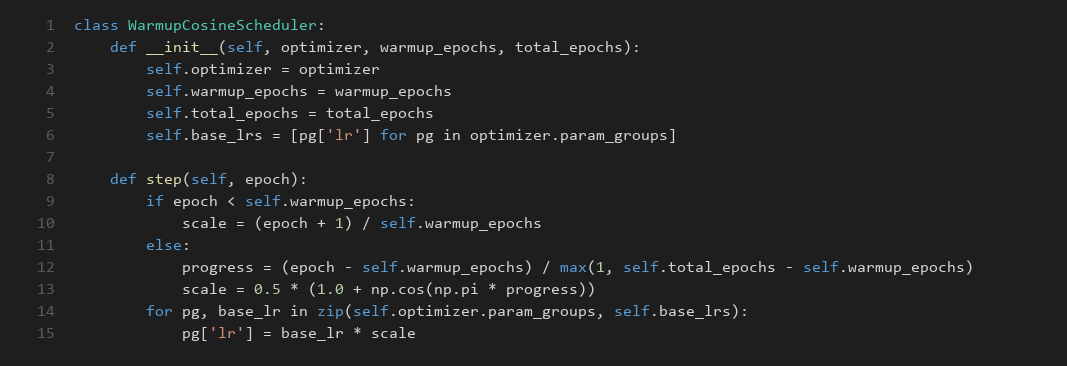 1 class WarmupCosineScheduler:
2     def __init__(self, optimizer, warmup_epochs, total_epochs):
3         self.optimizer = optimizer
4         self.warmup_epochs = warmup_epochs
5         self.total_epochs = total_epochs
6         self.base_lrs = [pg['lr'] for pg in optimizer.param_groups]
7
8     def step(self, epoch):
9         if epoch < self.warmup_epochs:
10             scale = (epoch + 1) / self.warmup_epochs
11         else:
12             progress = (epoch - self.warmup_epochs) / max(1, self.total_epochs - self.warmup_epochs)
13             scale = 0.5 * (1.0 + np.cos(np.pi * progress))
14         for pg, base_lr in zip(self.optimizer.param_groups, self.base_lrs):
15             pg['lr'] = base_lr * scale